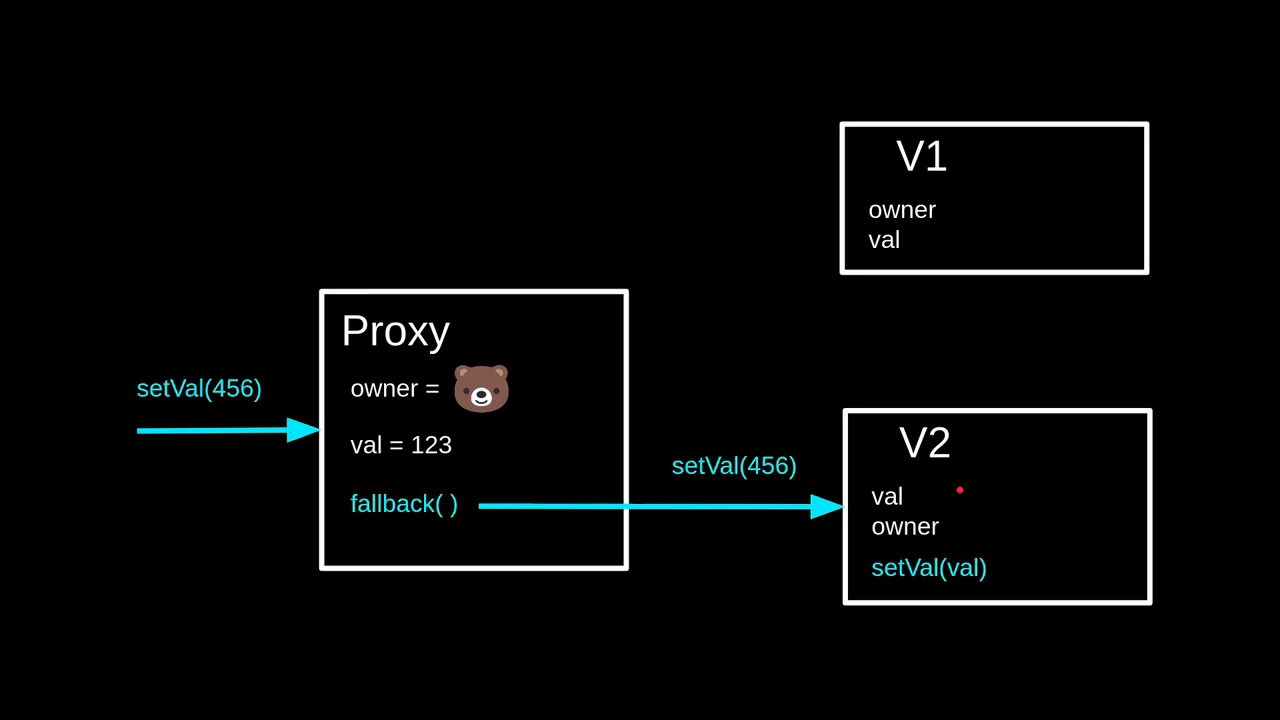 V1
owner
val
Proxy
owner =
val = 123
fallback( )
setVal(456)
setVal(456)
V2
val
owner
setVal(val)